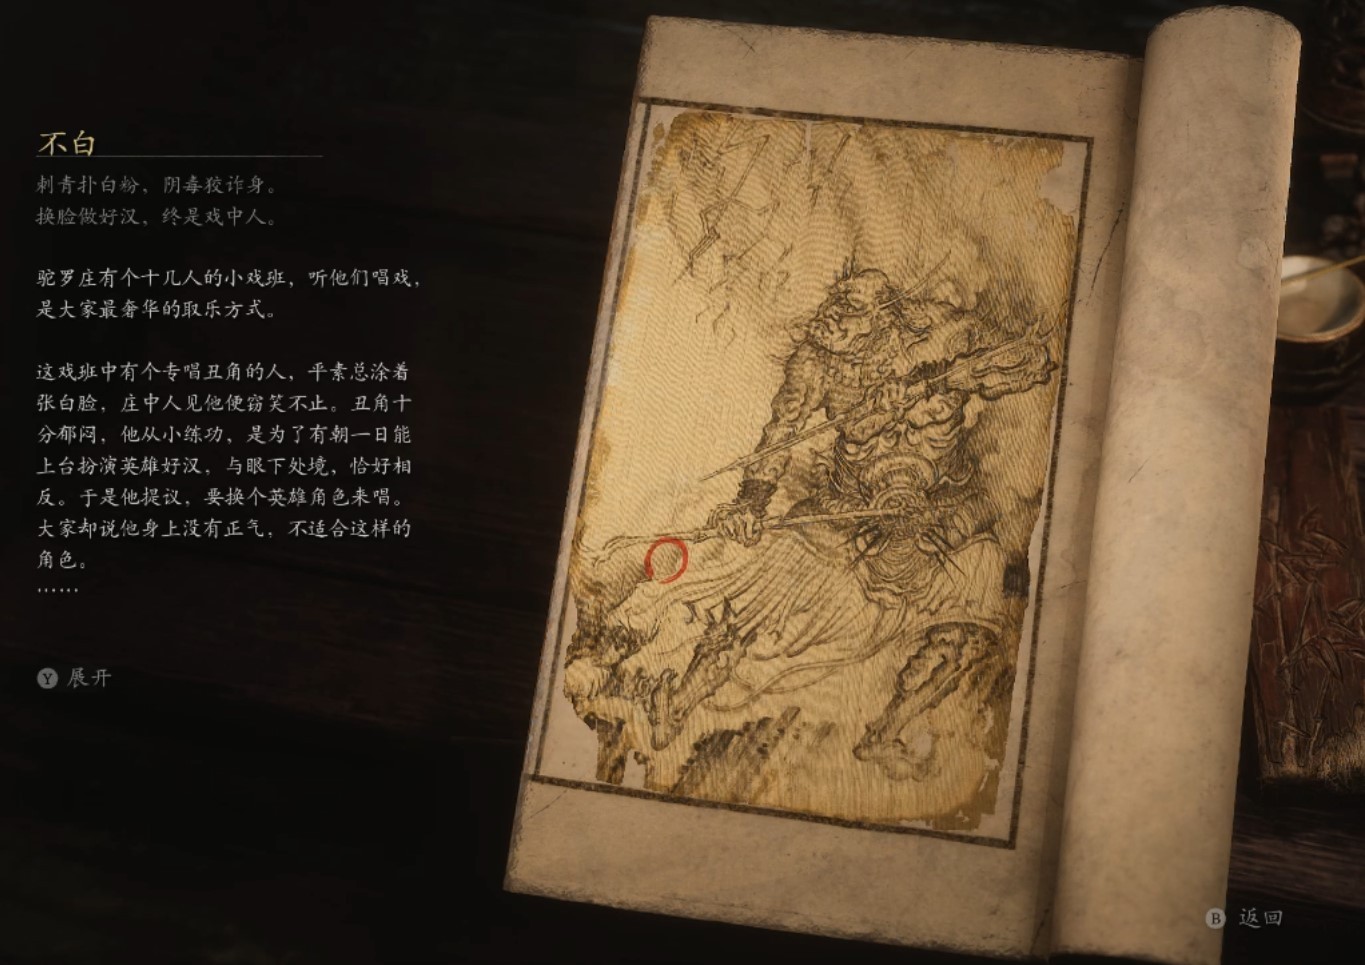 不白
刺青扑白粉，阴毒狡诈身。
换脸做好汉，终是戏中人。
驼罗庄有个十几人的小戏班，听他们唱戏，
是大家最奢华的取乐方式。
这戏班中有个专唱丑角的人，平素总涂着
张白脸，庄中人见他便窃笑不止。丑角十
分郁闷，他从小练功，是为了有朝一日能
上台扮演英雄好汉，与眼下处境，恰好相
反。于是他提议，要换个英雄角色来唱。
大家却说他身上没有正气，不适合这样的
角色。
……
Y 展开
B 返回